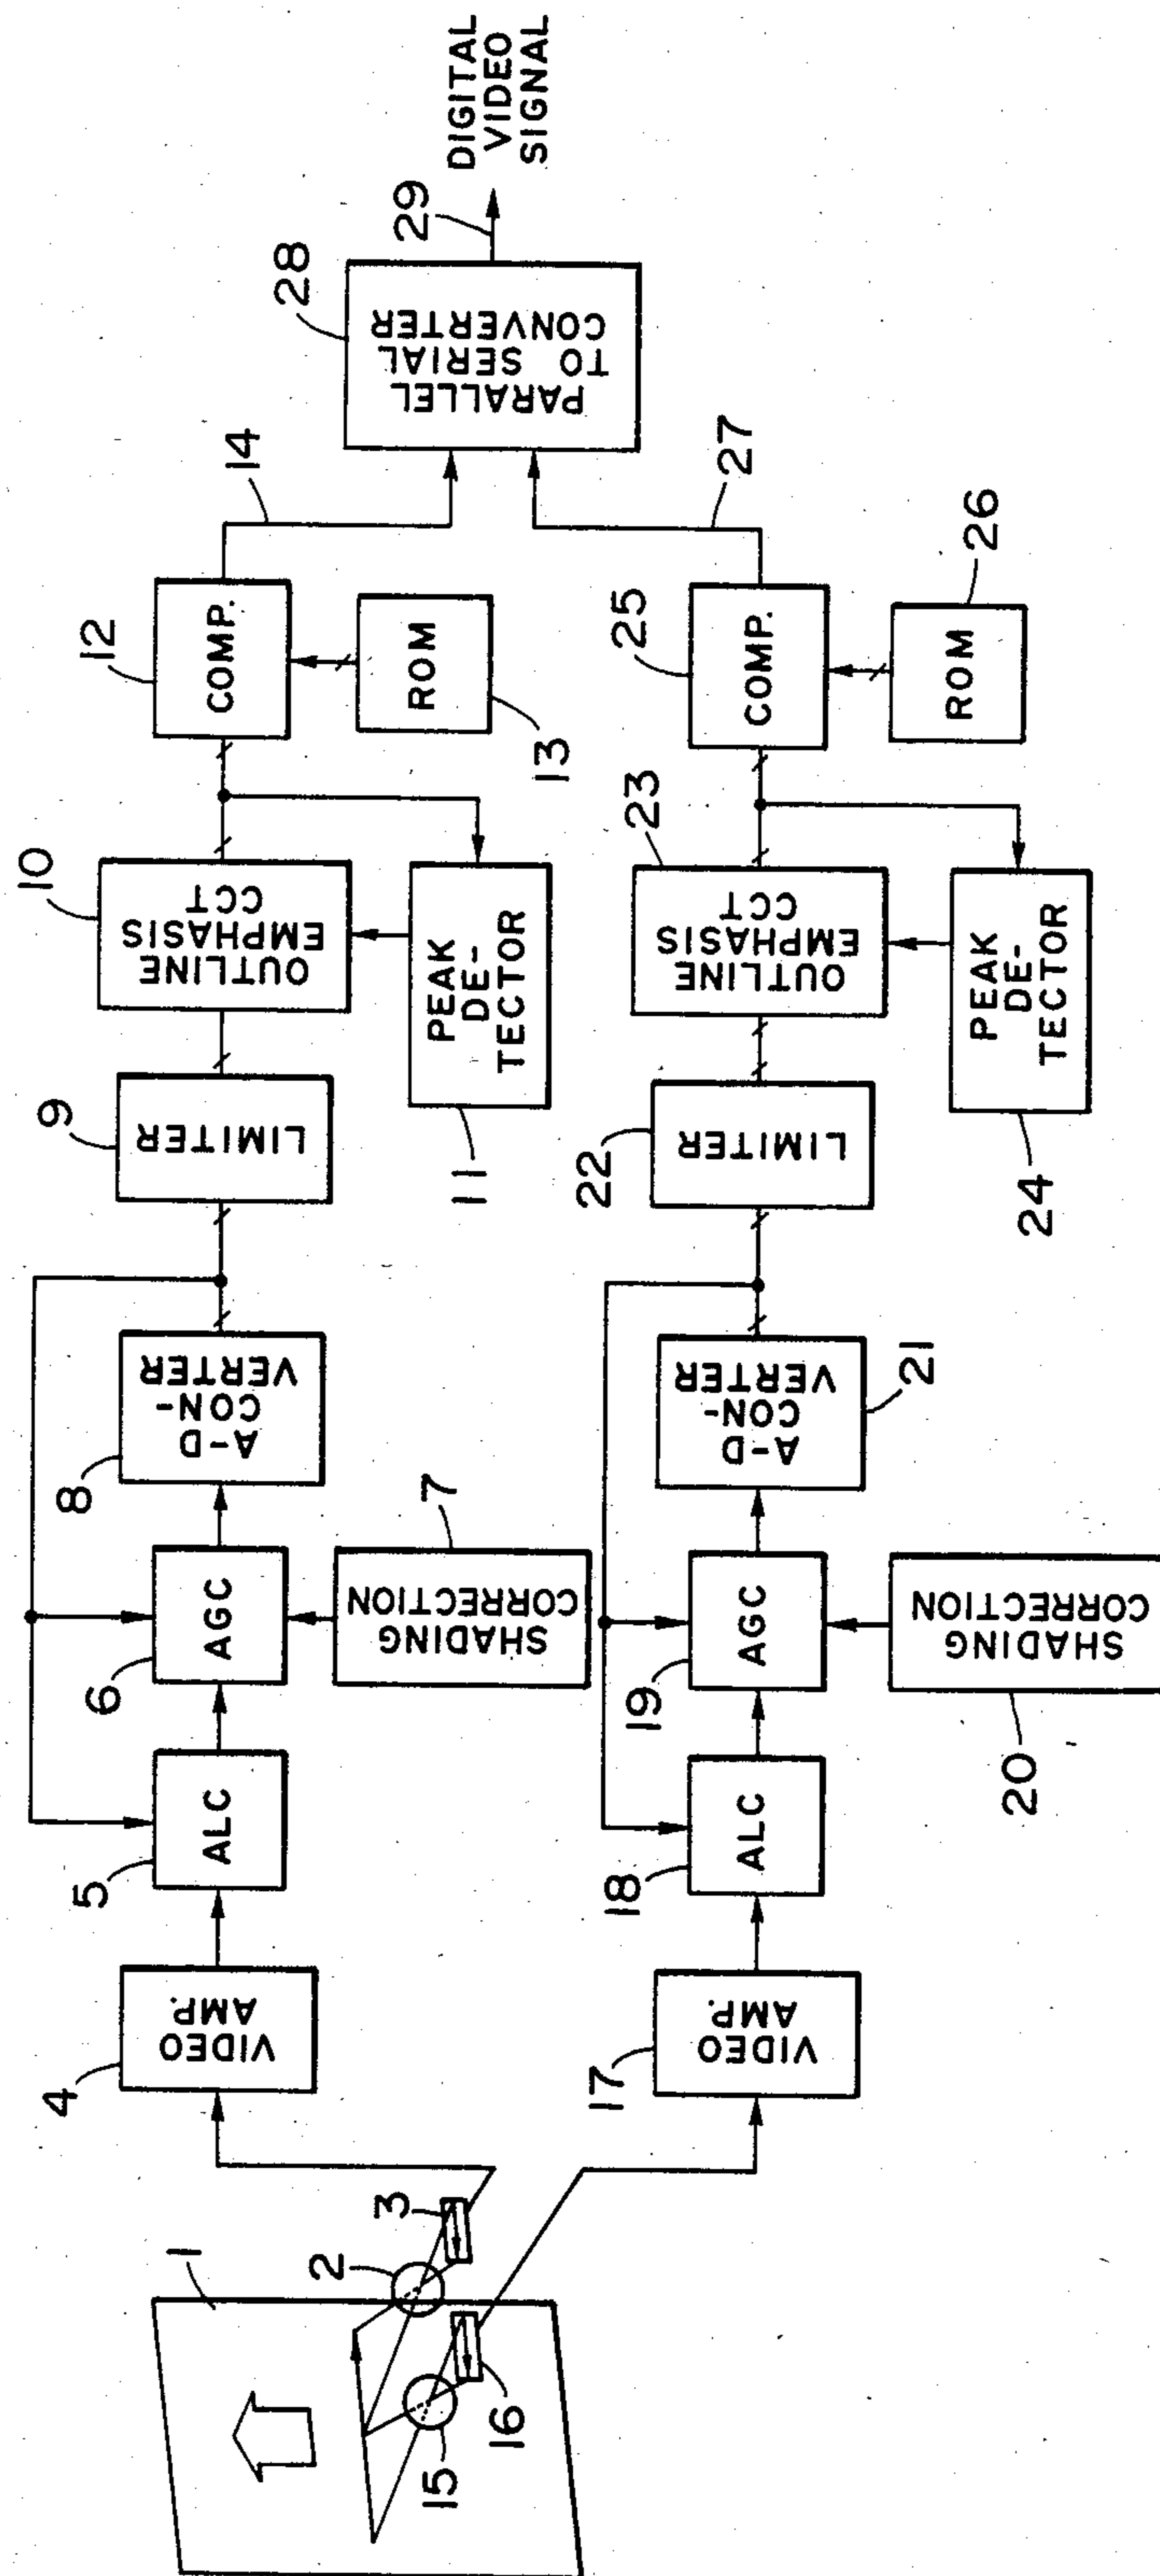 1
2
3
15
16
4
VIDEO
AMP.
5
ALC
6
AGC
7
SHADING
CORRECTION
8
A-D
CON-
VERTER
9
LIMITER
10
OUTLINE
EMPHASIS
CCT
11
PEAK
DE-
TECTOR
12
COMP.
13
ROM
14
17
VIDEO
AMP.
18
ALC
19
AGC
20
SHADING
CORRECTION
21
A-D
CON-
VERTER
22
LIMITER
23
OUTLINE
EMPHASIS
CCT
24
PEAK
DE-
TECTOR
25
COMP.
26
ROM
27
28
PARALLEL
TO SERIAL
CONVERTER
29
DIGITAL
VIDEO
SIGNAL